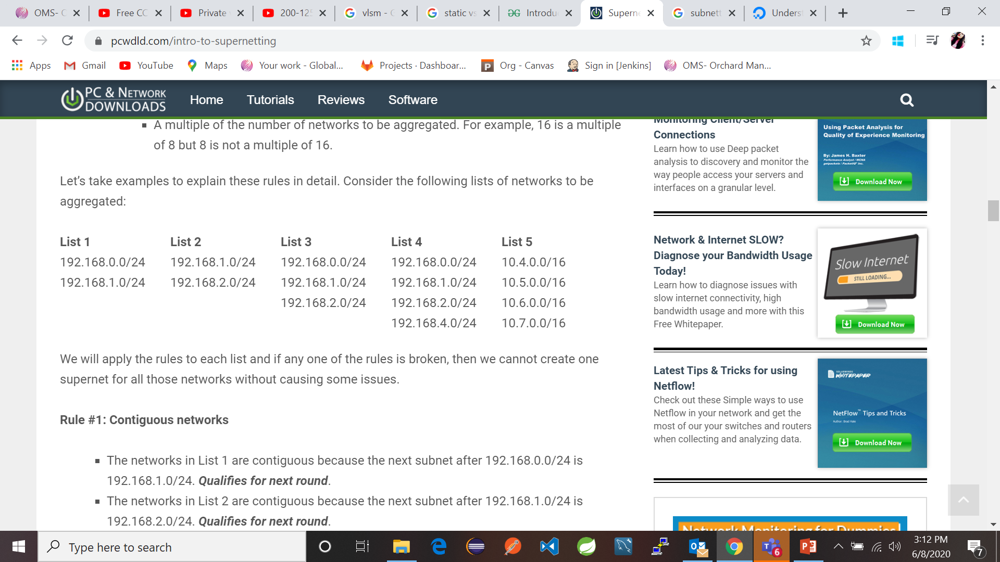 OMS- C
Free CC
Private
200-125
vlsm - G
static vs
Introdu
Superne
subnett
Underst
pcwdld.com/intro-to-supernetting
Apps
Gmail
YouTube
Maps
Your work - Global...
Projects · Dashboar...
Org - Canvas
Sign in [Jenkins]
OMS- Orchard Man...
PC & NETWORK
DOWNLOADS
Home
Tutorials
Reviews
Software
A multiple of the number of networks to be aggregated. For example, 16 is a multiple
of 8 but 8 is not a multiple of 16.
Let's take examples to explain these rules in detail. Consider the following lists of networks to be
aggregated:
List 1 List 2 List 3 List 4 List 5
192.168.0.0/24 192.168.1.0/24 192.168.0.0/24 192.168.0.0/24 10.4.0.0/16
192.168.1.0/24 192.168.2.0/24 192.168.1.0/24 192.168.1.0/24 10.5.0.0/16
192.168.2.0/24 192.168.2.0/24 10.6.0.0/16
192.168.4.0/24 10.7.0.0/16
We will apply the rules to each list and if any one of the rules is broken, then we cannot create one
supernet for all those networks without causing some issues.
Rule #1: Contiguous networks
The networks in List 1 are contiguous because the next subnet after 192.168.0.0/24 is
192.168.1.0/24. Qualifies for next round.
The networks in List 2 are contiguous because the next subnet after 192.168.1.0/24 is
192.168.2.0/24. Qualifies for next round.
Monitoring Client/Server
Connections
Learn how to use Deep packet
analysis to discovery and monitor the
way people access your servers and
interfaces on a granular level.
Using Packet Analysis for
Quality of Experience Monitoring
By: James H. Baxter
Performance Analyst / WCNA
getpackets / PacketIQ Inc.
Download Now
Network & Internet SLOW?
Diagnose your Bandwidth Usage
Today!
Learn how to diagnose issues with
slow internet connectivity, high
bandwidth usage and more with this
Free Whitepaper.
Slow Internet
STILL LOADING...
Download Now
Latest Tips & Tricks for using
Netflow!
Check out these Simple ways to use
Netflow in your network and get the
most of our your switches and routers
when collecting and analyzing data.
SOLARWINDS
WHITEPAPER
NetFlow™ Tips and Tricks
Author: Brad Hale
Download Now
Network Monitoring for Dummies
Type here to search
6
3:12 PM
6/8/2020
7